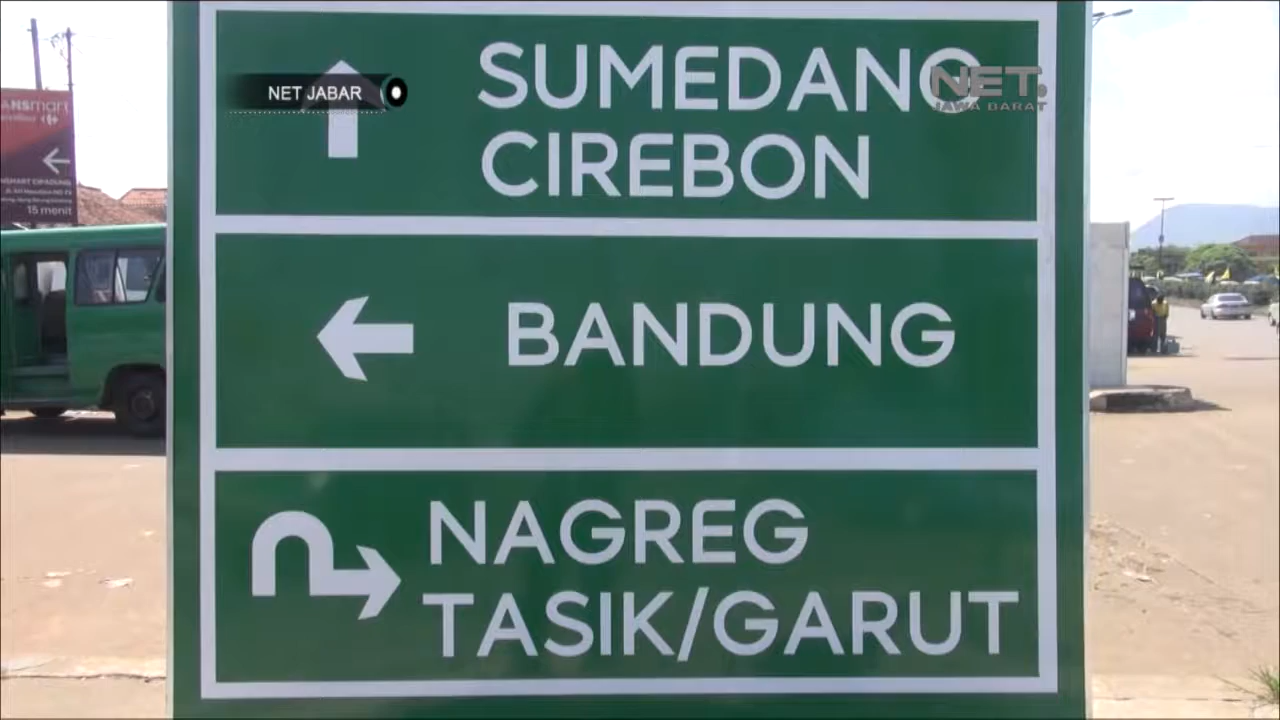 SUMEDANG
CIREBON
BANDUNG
NAGREG
TASIK/GARUT
NET JABAR
NET.
JAWA BARAT
15 menit